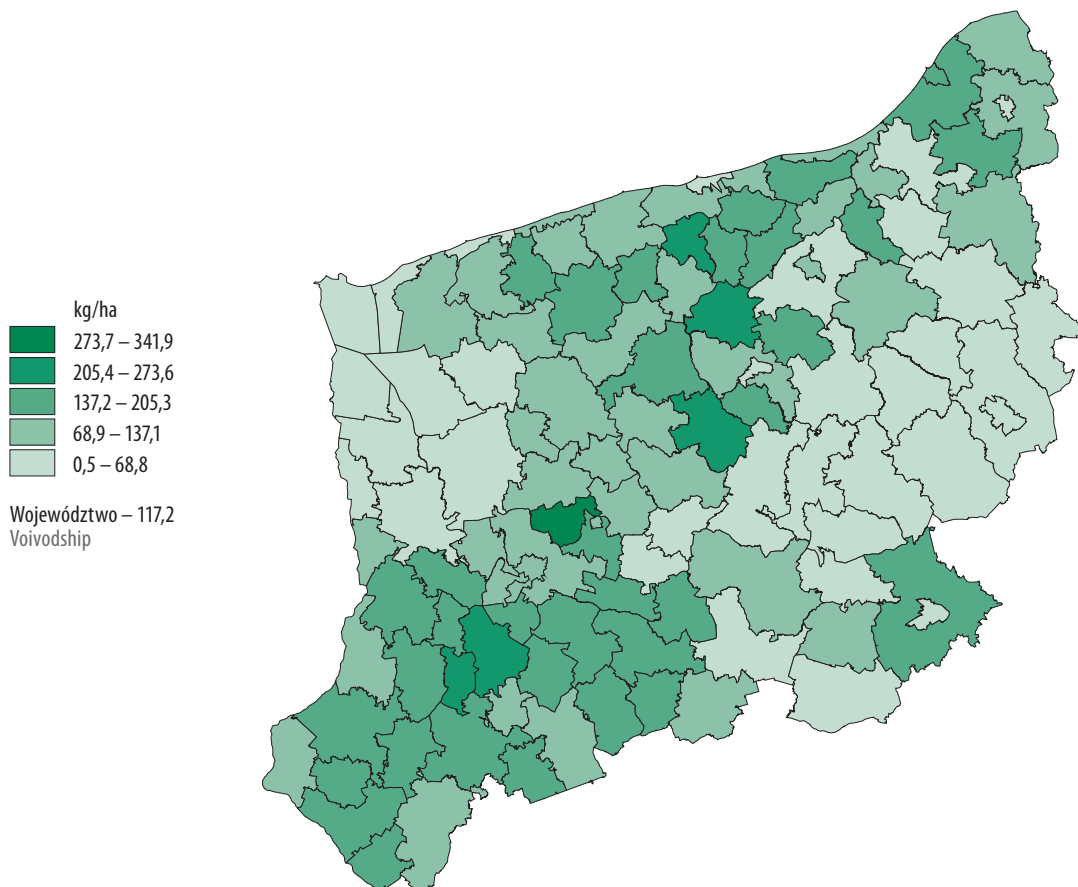 kg/ha
273,7 – 341,9
205,4 – 273,6
137,2 – 205,3
68,9 – 137,1
0,5 – 68,8
Województwo – 117,2
Voivodship